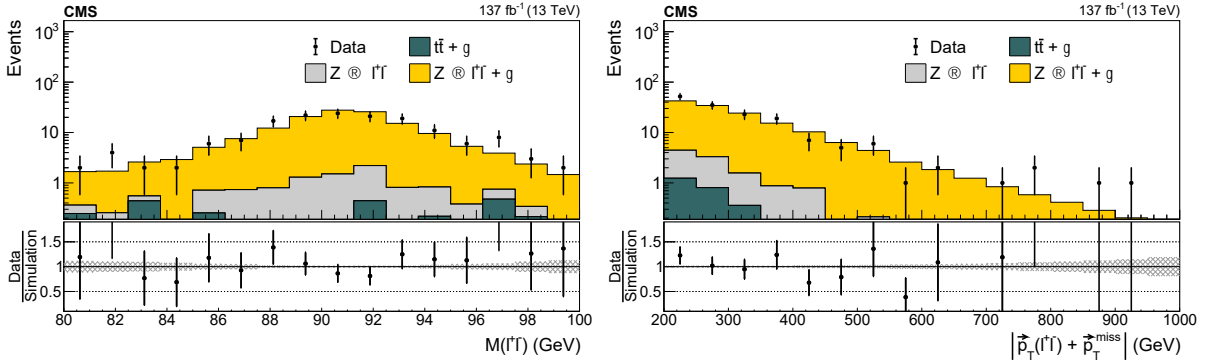 CMS
137 fb⁻¹ (13 TeV)
Events
10³
10²
10
1
Data
tt̄ + g
Z ® l⁺l⁻
Z ® l⁺l⁻ + g
Data
Simulation
1.5
1
0.5
80 82 84 86 88 90 92 94 96 98 100
M(l⁺l⁻) (GeV)
CMS
137 fb⁻¹ (13 TeV)
Events
10³
10²
10
1
Data
tt̄ + g
Z ® l⁺l⁻
Z ® l⁺l⁻ + g
Data
Simulation
1.5
1
0.5
200 300 400 500 600 700 800 900 1000
|p⃗_T(l⁺l⁻) + p⃗_T^miss| (GeV)